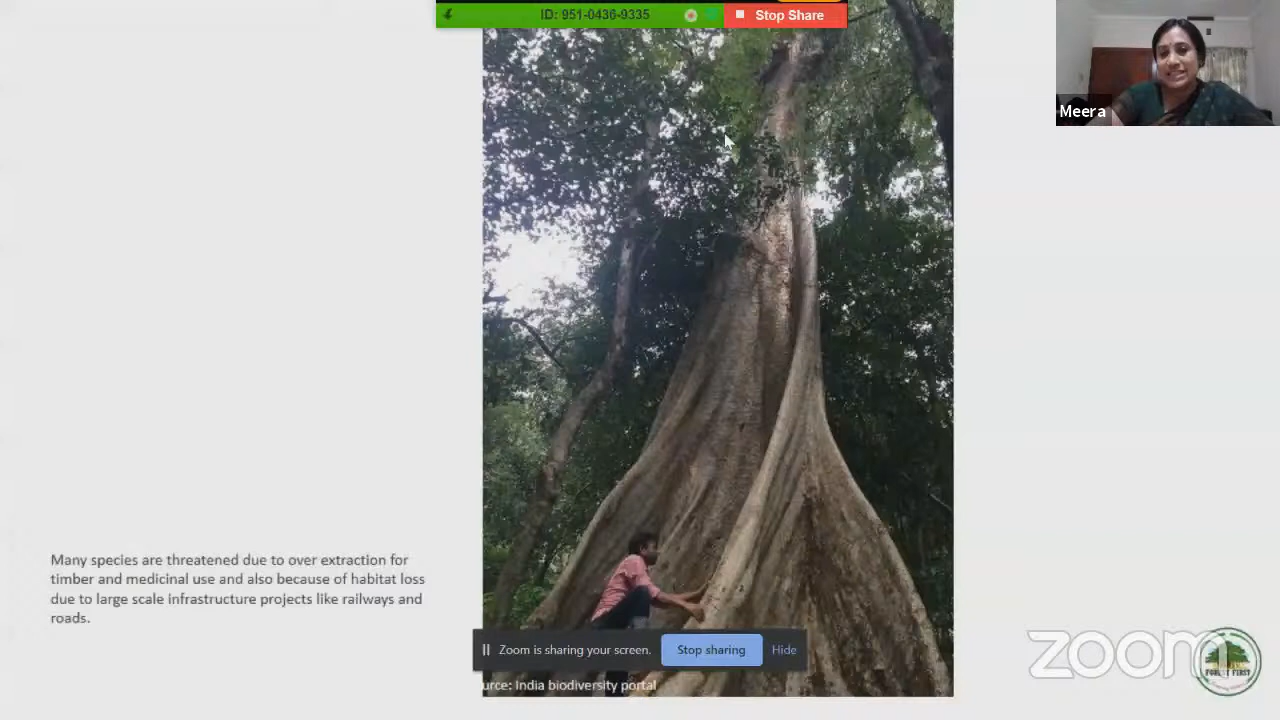 ID: 951-0436-9335
Stop Share
Meera
Many species are threatened due to over extraction for
timber and medicinal use and also because of habitat loss
due to large scale infrastructure projects like railways and
roads.
Zoom is sharing your screen.
Stop sharing
Hide
urce: India biodiversity portal
zoom
FOREST FIRST